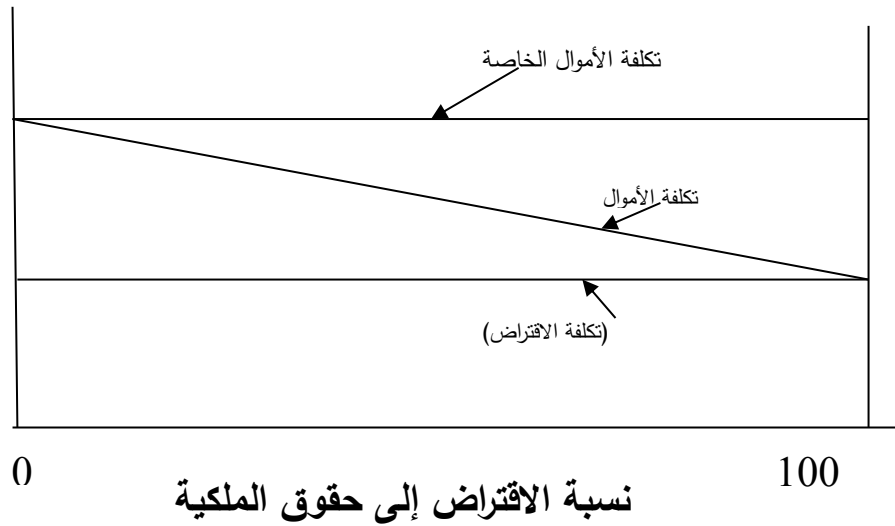 تكلفة الأموال الخاصة
تكلفة الأموال
(تكلفة الاقتراض)
0
100
نسبة الاقتراض إلى حقوق الملكية